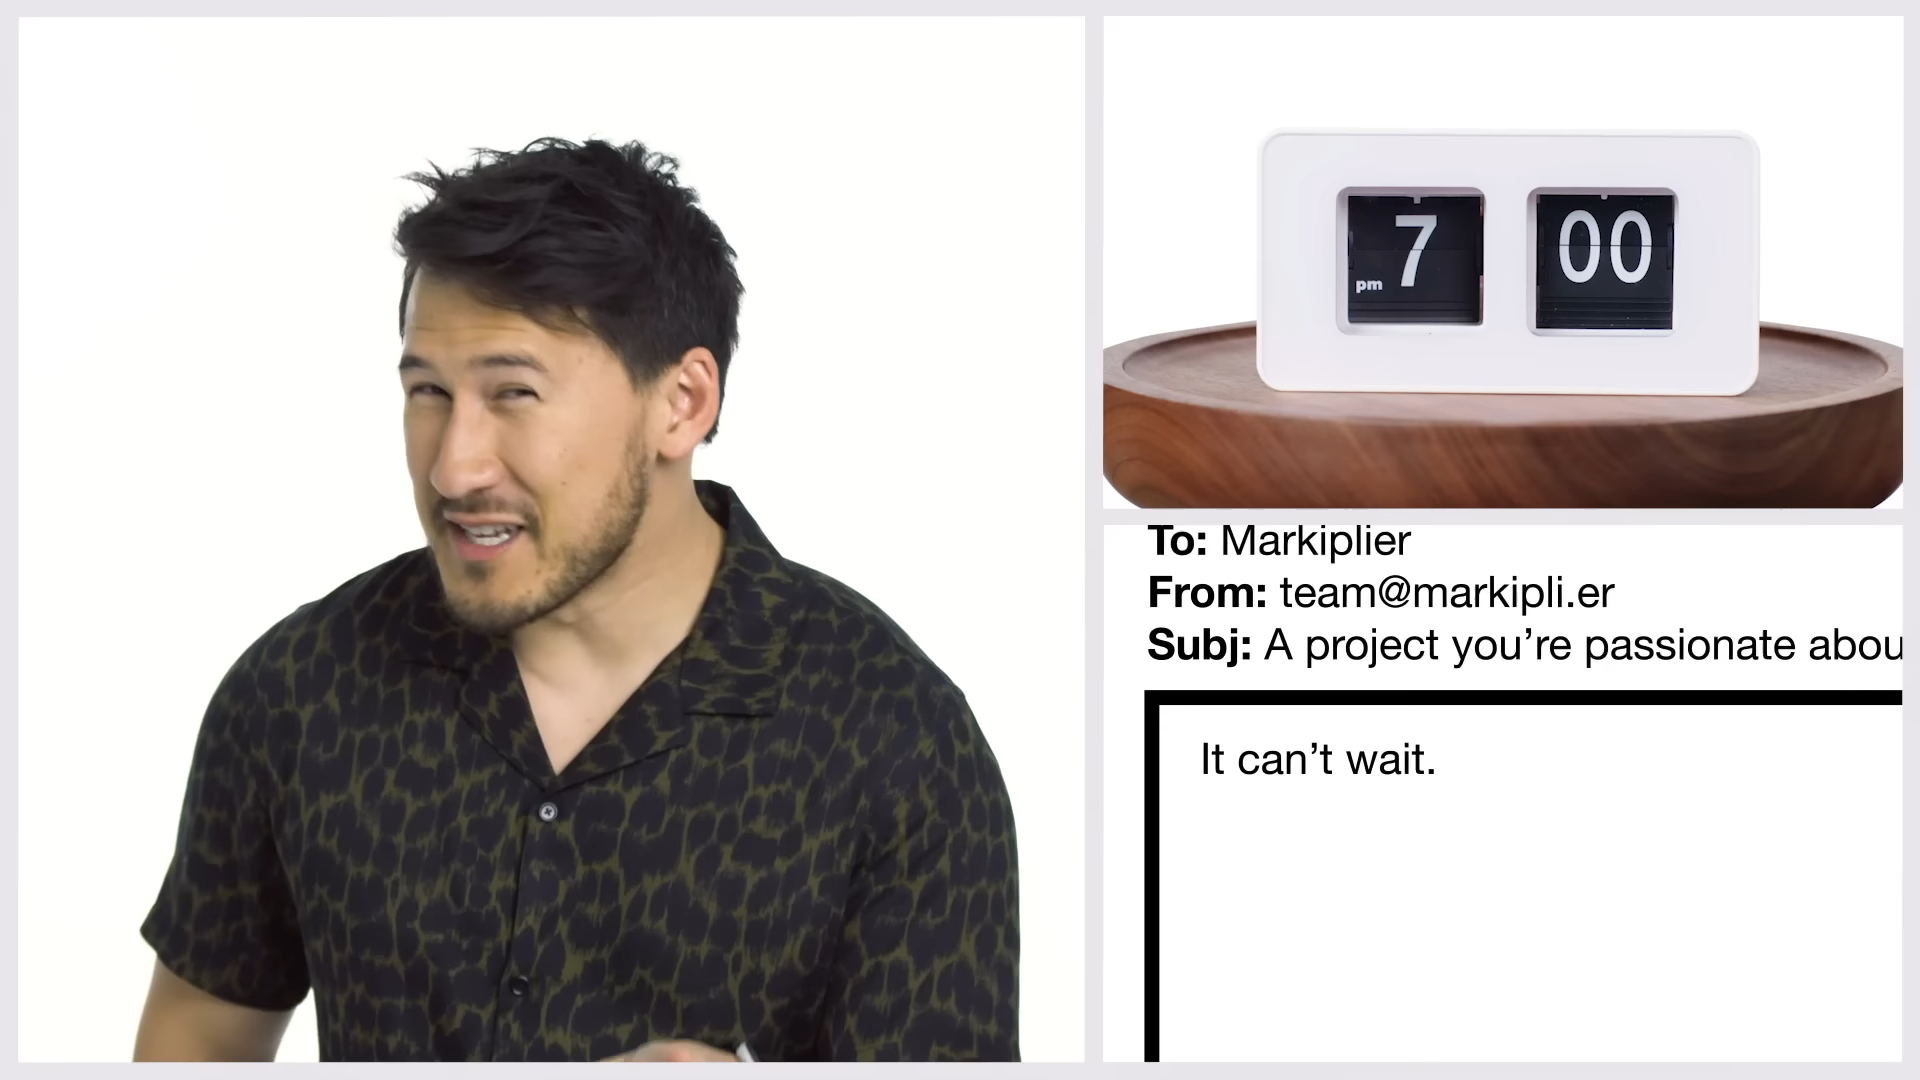 pm 7 00
To: Markiplier
From: team@markipli.er
Subj: A project you’re passionate abou
It can’t wait.